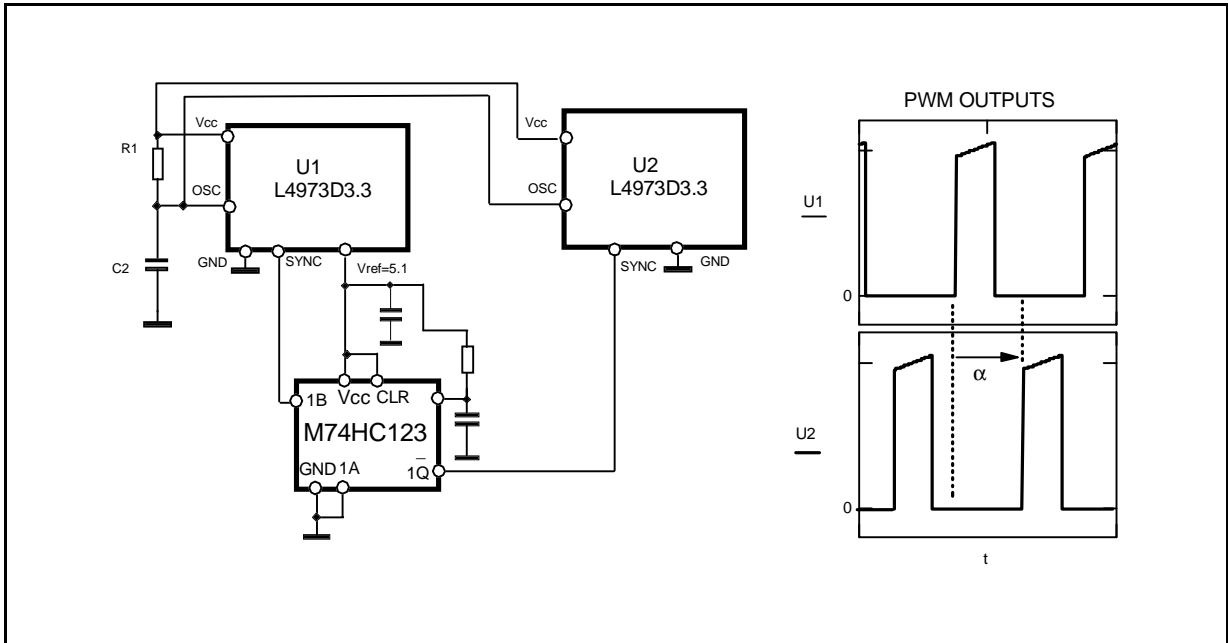 PWM OUTPUTS
Vcc
R1
U1
L4973D3.3
OSC
C2
GND
SYNC
Vref=5.1
Vcc
U2
L4973D3.3
OSC
SYNC
GND
1B
Vcc CLR
M74HC123
GND 1A
1Q̅
U1
0
α
U2
0
t